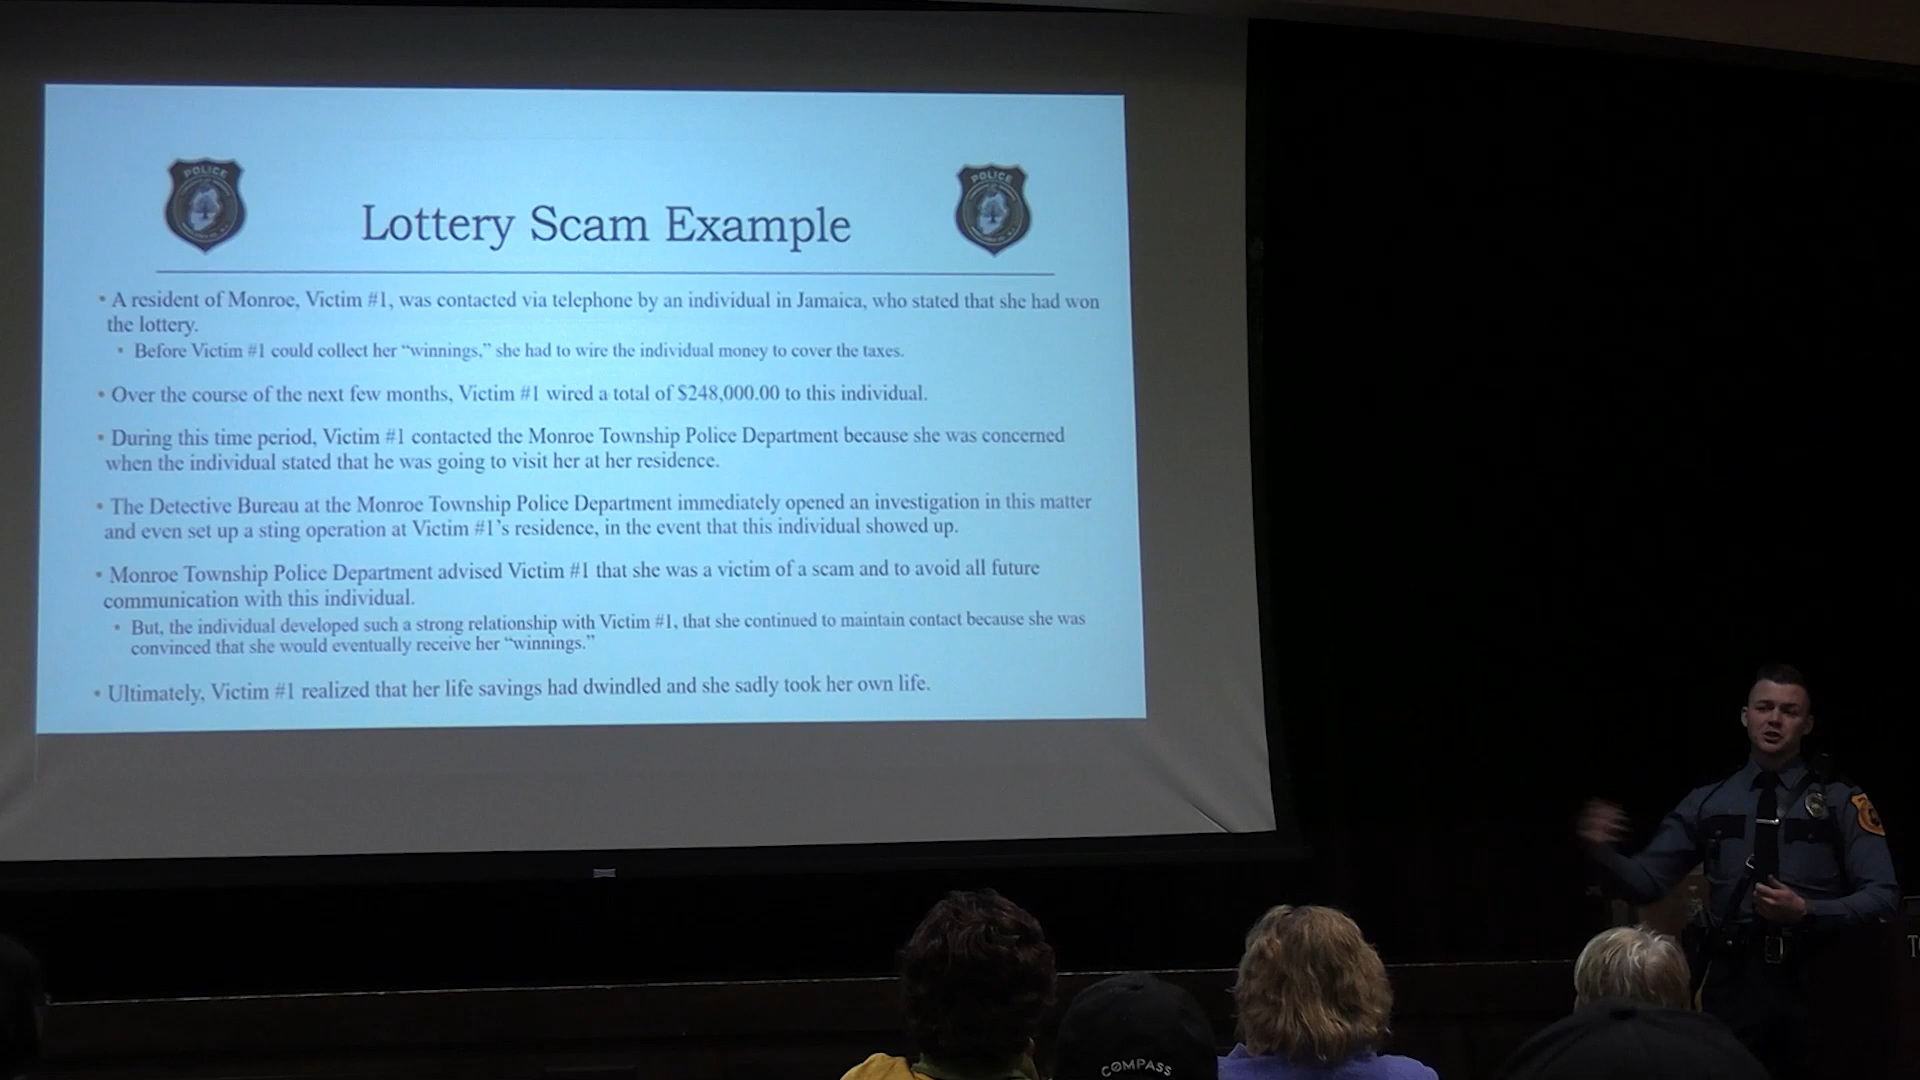 POLICE
POLICE
Lottery Scam Example
• A resident of Monroe, Victim #1, was contacted via telephone by an individual in Jamaica, who stated that she had won
the lottery.
• Before Victim #1 could collect her “winnings,” she had to wire the individual money to cover the taxes.
• Over the course of the next few months, Victim #1 wired a total of $248,000.00 to this individual.
• During this time period, Victim #1 contacted the Monroe Township Police Department because she was concerned
when the individual stated that he was going to visit her at her residence.
• The Detective Bureau at the Monroe Township Police Department immediately opened an investigation in this matter
and even set up a sting operation at Victim #1’s residence, in the event that this individual showed up.
• Monroe Township Police Department advised Victim #1 that she was a victim of a scam and to avoid all future
communication with this individual.
• But, the individual developed such a strong relationship with Victim #1, that she continued to maintain contact because she was
convinced that she would eventually receive her “winnings.”
• Ultimately, Victim #1 realized that her life savings had dwindled and she sadly took her own life.
COMPASS